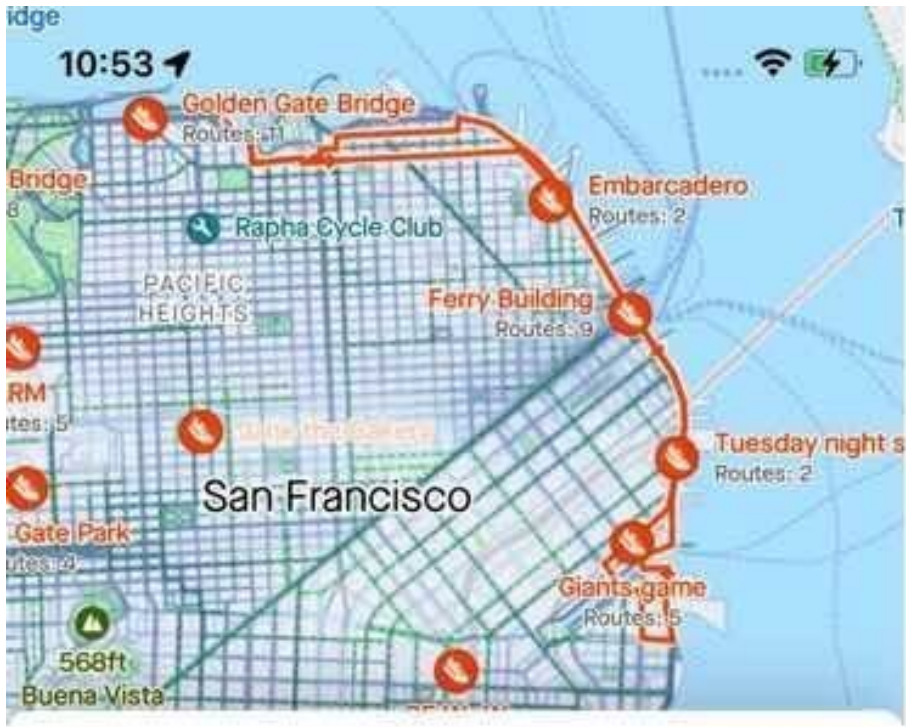 idge
10:53
Golden Gate Bridge
Routes: 11
Bridge
8
Embarcadero
Routes: 2
T
Rapha Cycle Club
PACIFIC
HEIGHTS
Ferry Building
Routes: 9
RM
tes: 5
Tuesday night s
Routes: 2
San Francisco
Gate Park
utes: 4
Giants game
Routes: 5
568ft
Buena Vista